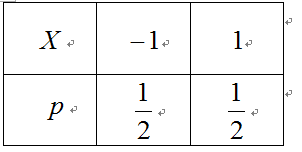 X ↵ −1 ↵ 1 ↵ ↵
p ↵ 1/2 ↵ 1/2 ↵ ↵